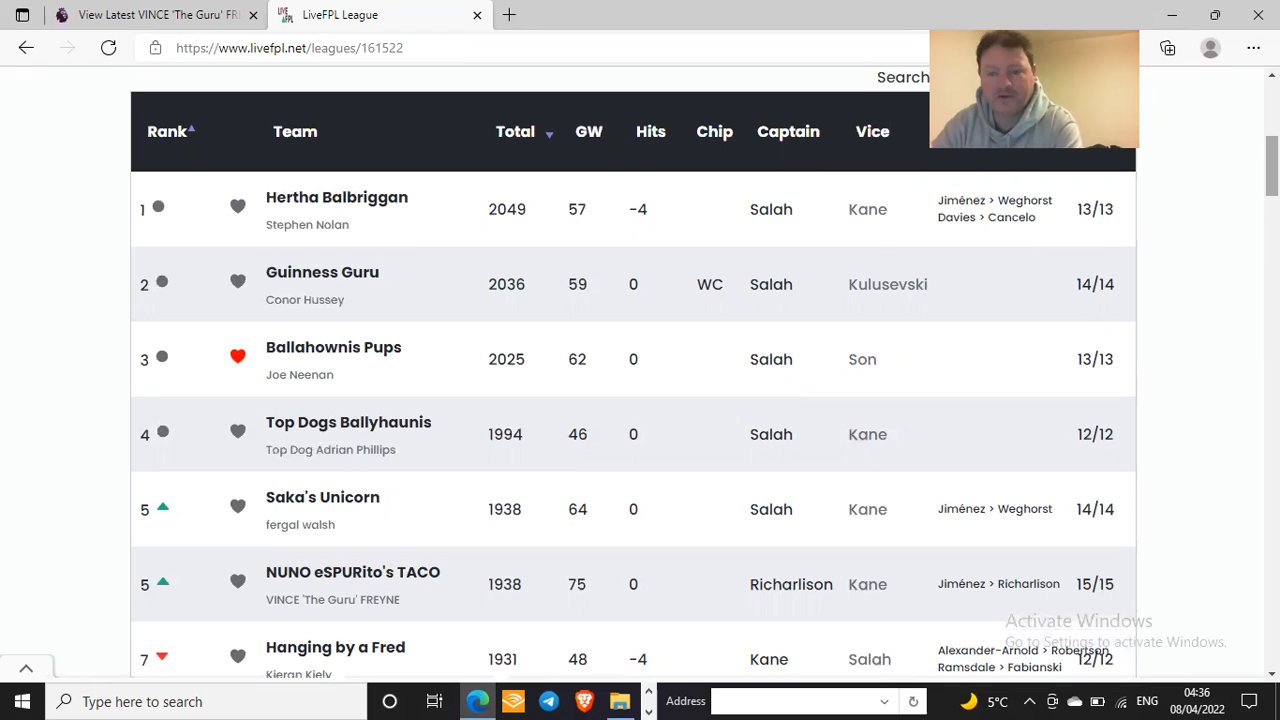 View Latest VINCE 'The Guru' FRE
LiveFPL League
https://www.livefpl.net/leagues/161522
Search
Rank Team Total GW Hits Chip Captain Vice
1 Hertha Balbriggan 2049 57 -4 Salah Kane Jiménez > Weghorst 13/13
Stephen Nolan Davies > Cancelo
2 Guinness Guru 2036 59 0 WC Salah Kulusevski 14/14
Conor Hussey
3 Ballahownis Pups 2025 62 0 Salah Son 13/13
Joe Neenan
4 Top Dogs Ballyhaunis 1994 46 0 Salah Kane 12/12
Top Dog Adrian Phillips
5 Saka's Unicorn 1938 64 0 Salah Kane Jiménez > Weghorst 14/14
fergal walsh
5 NUNO eSPURito's TACO 1938 75 0 Richarlison Kane Jiménez > Richarlison 15/15
VINCE 'The Guru' FREYNE
Activate Windows
Go to Settings to activate Windows.
7 Hanging by a Fred 1931 48 -4 Kane Salah Alexander-Arnold > Robertson 12/12
Kieran Kiely Ramsdale > Fabianski
Type here to search
Address
5°C
ENG
04:36
08/04/2022